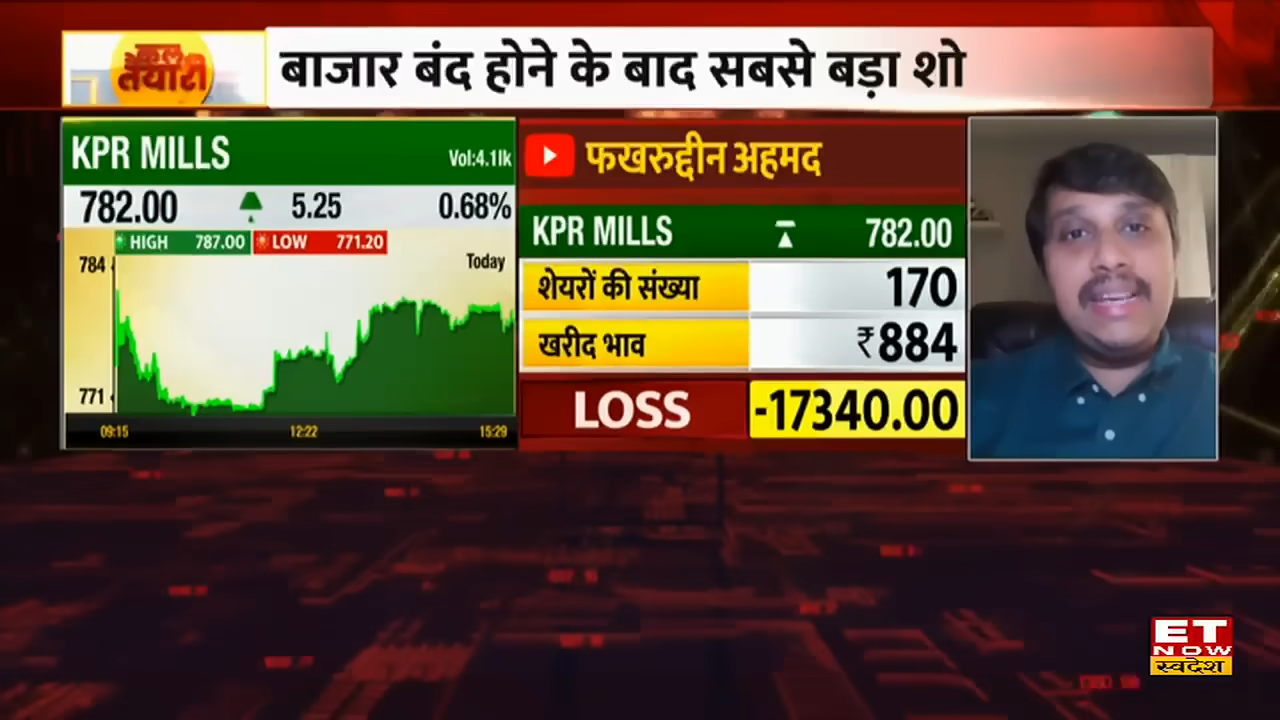 कल की
तैयारी
बाजार बंद होने के बाद सबसे बड़ा शो
KPR MILLS
Vol:4.1lk
782.00 5.25 0.68%
HIGH 787.00 LOW 771.20
784
Today
771
09:15 12:22 15:29
फखरुद्दीन अहमद
KPR MILLS 782.00
शेयरों की संख्या 170
खरीद भाव ₹884
LOSS -17340.00
ET
NOW
स्वदेश